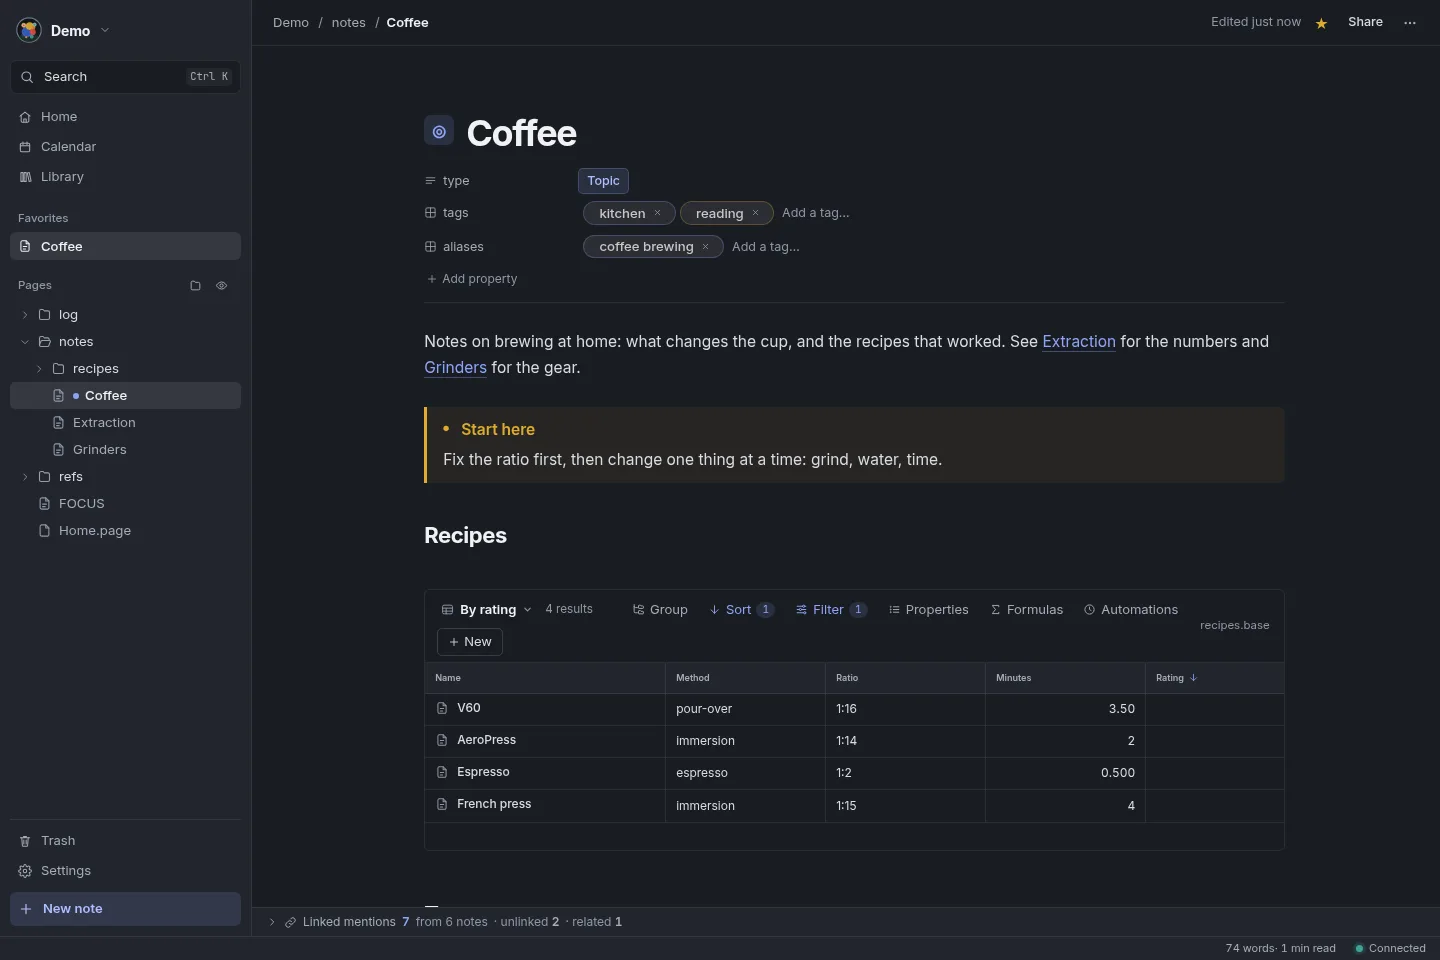 Demo
Search Ctrl K
Home
Calendar
Library
Favorites
Coffee
Pages
log
notes
recipes
Coffee
Extraction
Grinders
refs
FOCUS
Home.page
Trash
Settings
+ New note
Demo / notes / Coffee
Edited just now ★ Share ...
Coffee
type Topic
tags kitchen × reading × Add a tag...
aliases coffee brewing × Add a tag...
+ Add property
Notes on brewing at home: what changes the cup, and the recipes that worked. See Extraction for the numbers and
Grinders for the gear.
• Start here
Fix the ratio first, then change one thing at a time: grind, water, time.
Recipes
By rating 4 results Group Sort 1 Filter 1 Properties Formulas Automations
recipes.base
+ New
Name Method Ratio Minutes Rating ↓
V60 pour-over 1:16 3.50
AeroPress immersion 1:14 2
Espresso espresso 1:2 0.500
French press immersion 1:15 4
Linked mentions 7 from 6 notes · unlinked 2 · related 1
74 words· 1 min read Connected